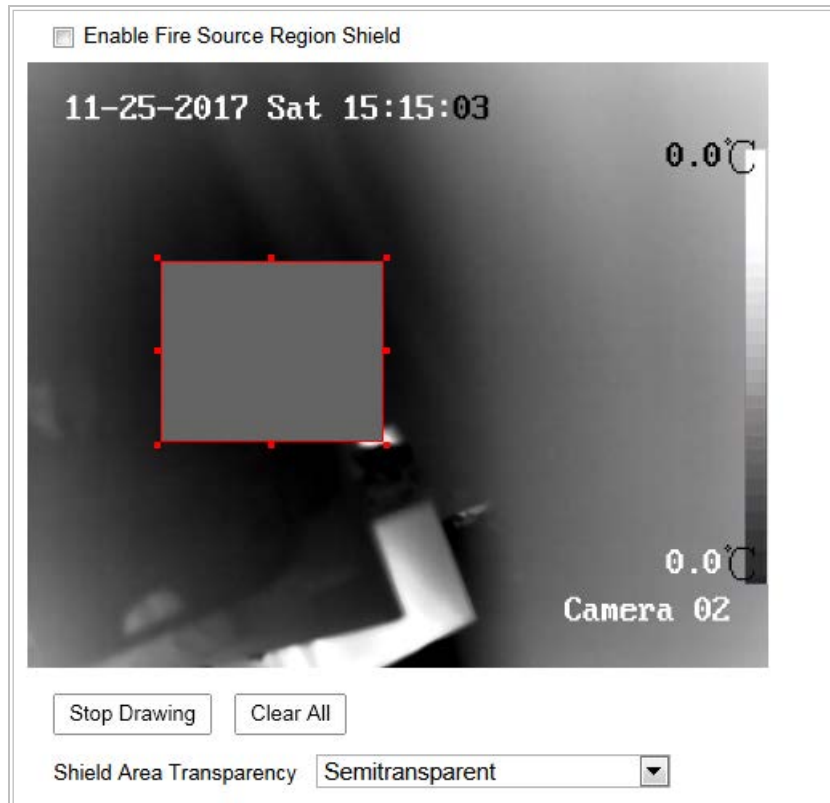 Enable Fire Source Region Shield
11-25-2017 Sat 15:15:03
0.0℃
0.0℃
Camera 02
Stop Drawing
Clear All
Shield Area Transparency
Semitransparent